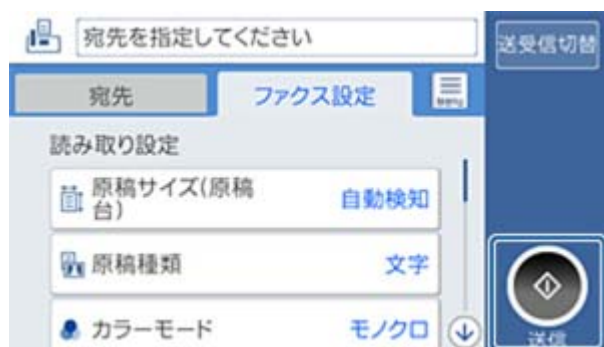 宛先を指定してください
送受信切替
宛先
ファクス設定
Menu
読み取り設定
原稿サイズ(原稿
台)
自動検知
原稿種類
文字
カラーモード
モノクロ
送信